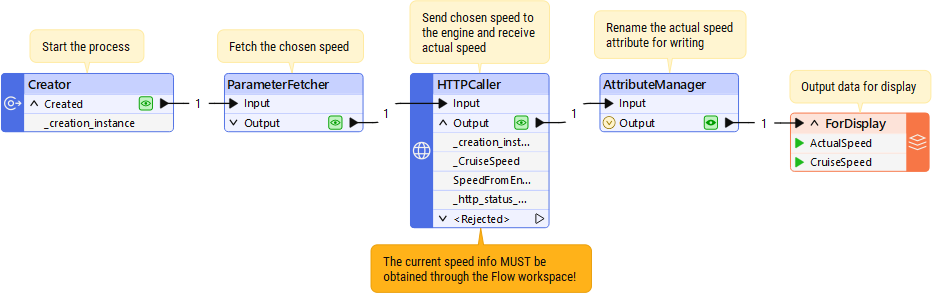 Start the process
Fetch the chosen speed
Send chosen speed to
the engine and receive
actual speed
Rename the actual speed
attribute for writing
Output data for display
Creator
Created
_creation_instance
1
ParameterFetcher
Input
Output
1
HTTPCaller
Input
Output
_creation_inst...
_CruiseSpeed
SpeedFromEn...
_http_status_...
<Rejected>
1
AttributeManager
Input
Output
1
ForDisplay
ActualSpeed
CruiseSpeed
The current speed info MUST be
obtained through the Flow workspace!